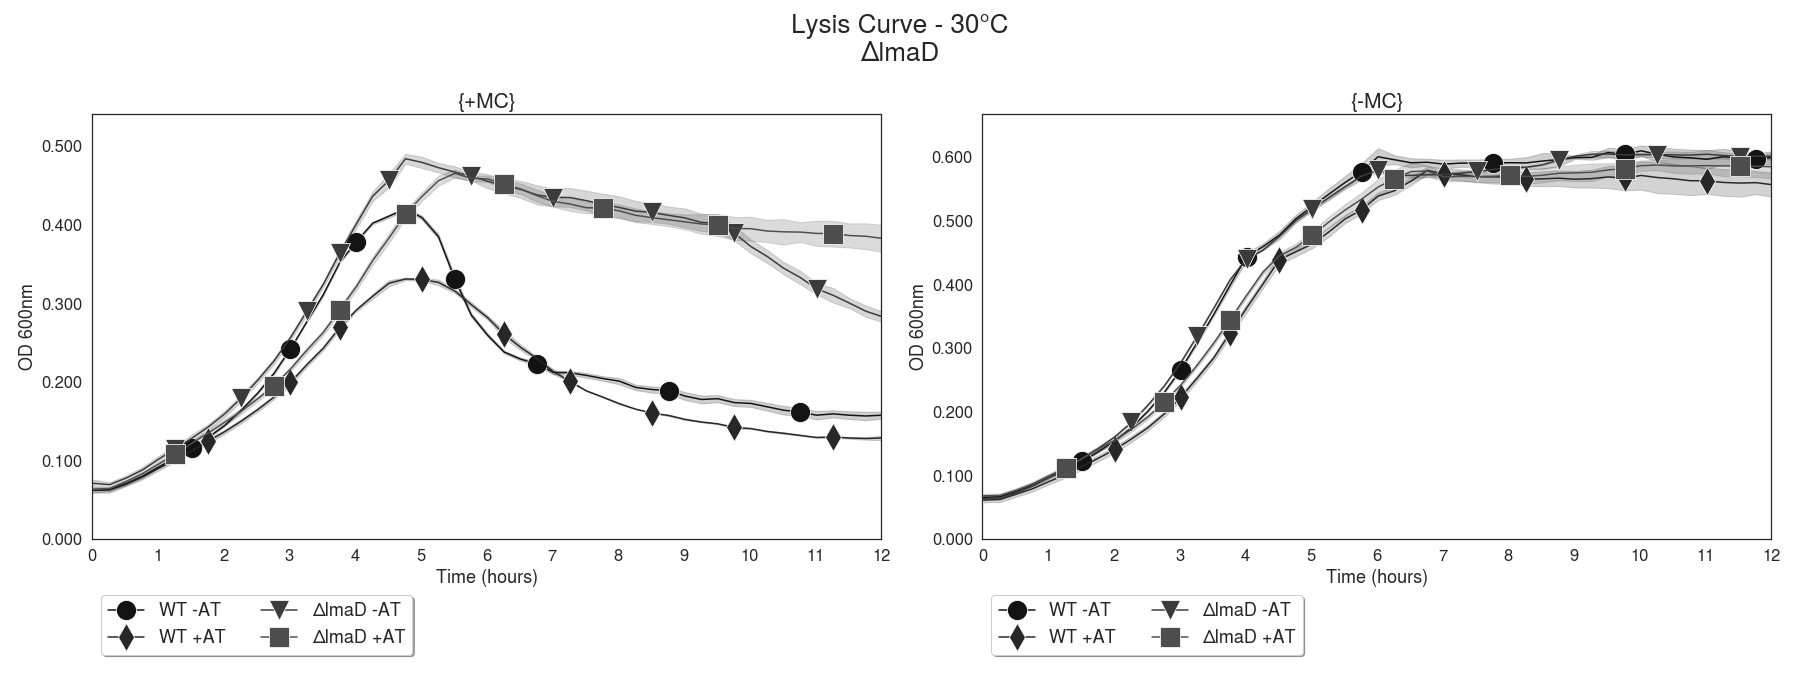 Lysis Curve - 30°C
ΔlmaD
{+MC}
OD 600nm
0.500
0.400
0.300
0.200
0.100
0.000
0 1 2 3 4 5 6 7 8 9 10 11 12
Time (hours)
WT -AT
WT +AT
ΔlmaD -AT
ΔlmaD +AT
{-MC}
OD 600nm
0.600
0.500
0.400
0.300
0.200
0.100
0.000
0 1 2 3 4 5 6 7 8 9 10 11 12
Time (hours)
WT -AT
WT +AT
ΔlmaD -AT
ΔlmaD +AT